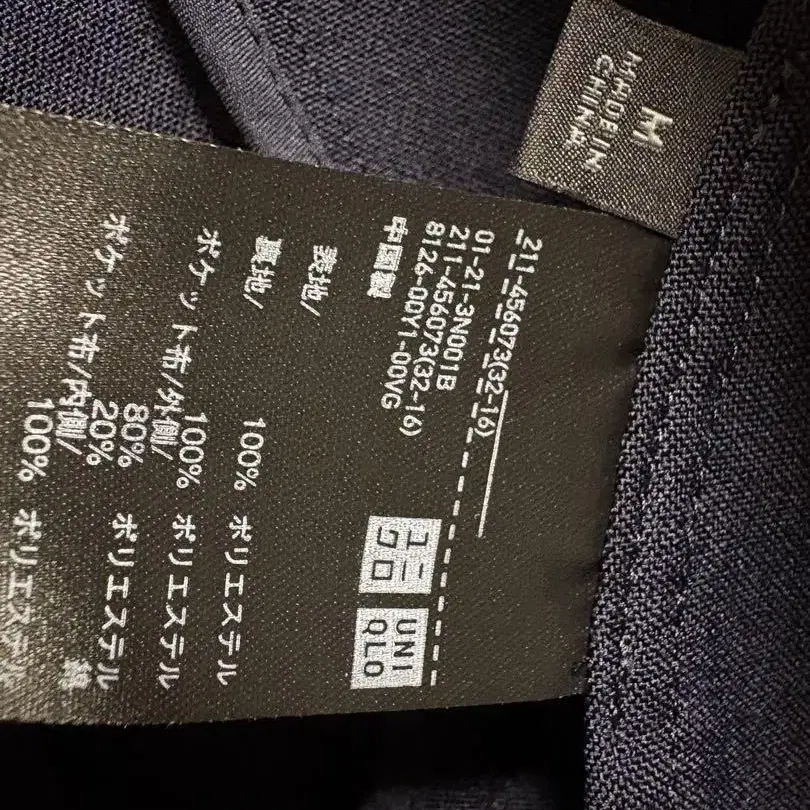 M
MADE IN
CHINA
211-456073(32-16)
01-21-3N001B
211-456073(32-16)
8126-00Y1-00VG
中国製
ユニクロ
UNIQLO
表地/
100% ポリエステル
裏地/
100% ポリエステル
ポケット布/外側/
80% ポリエステル
20% 綿
ポケット布/内側/
100% ポリエステル